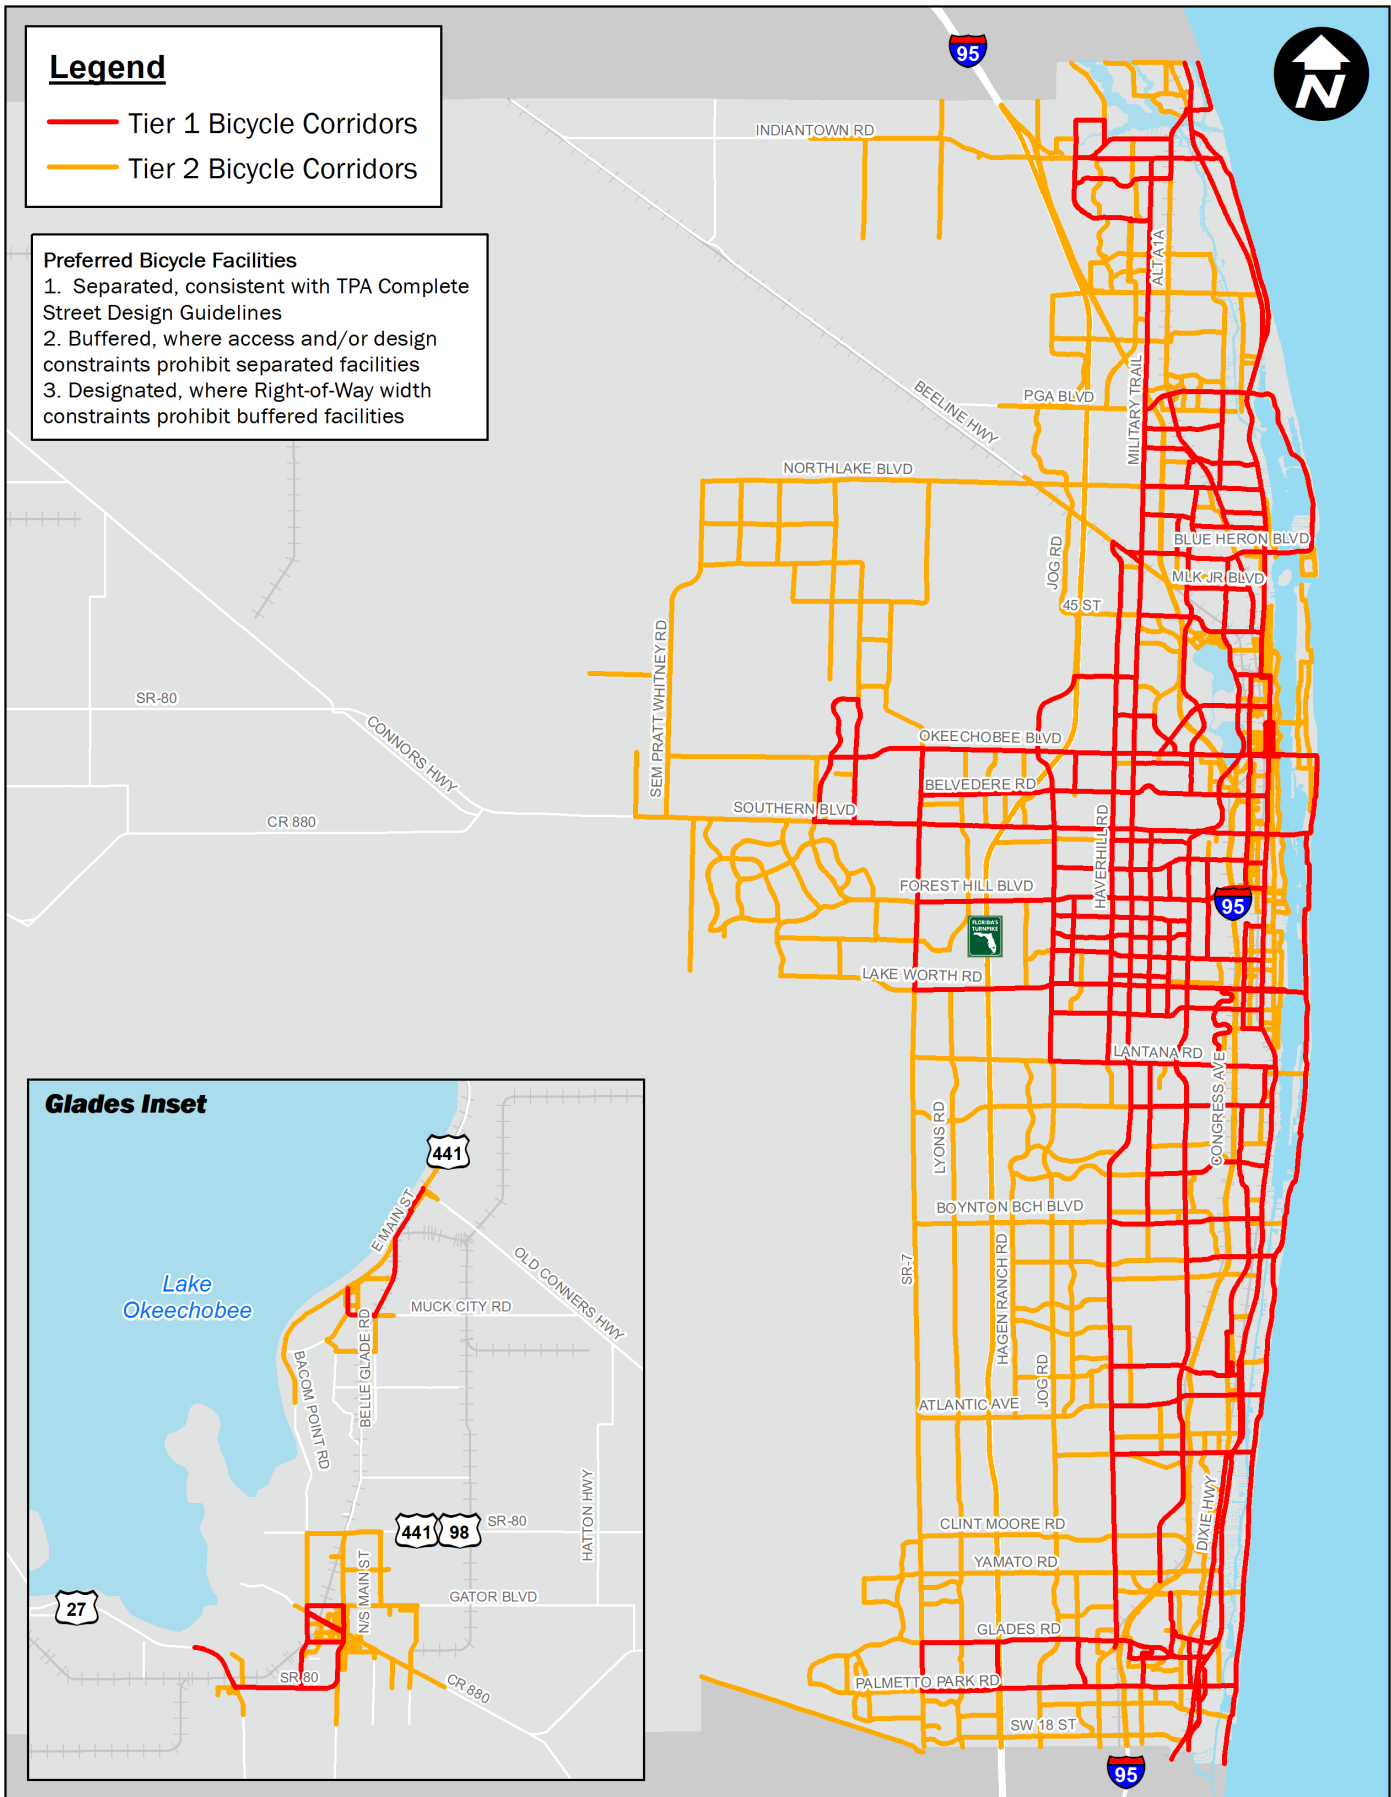 Legend
Tier 1 Bicycle Corridors
Tier 2 Bicycle Corridors
Preferred Bicycle Facilities
1. Separated, consistent with TPA Complete
Street Design Guidelines
2. Buffered, where access and/or design
constraints prohibit separated facilities
3. Designated, where Right-of-Way width
constraints prohibit buffered facilities
95
N
INDIANTOWN RD
ALT A1A
BEELINE HWY
PGA BLVD
MILITARY TRAIL
NORTHLAKE BLVD
JOG RD
BLUE HERON BLVD
MLK JR BLVD
45 ST
SEM PRATT WHITNEY RD
SR-80
CONNORS HWY
OKEECHOBEE BLVD
BELVEDERE RD
SOUTHERN BLVD
CR 880
HAVERHILL RD
FOREST HILL BLVD
95
FLORIDA'S
TURNPIKE
LAKE WORTH RD
LANTANA RD
CONGRESS AVE
LYONS RD
BOYNTON BCH BLVD
SR-7
HAGEN RANCH RD
JOG RD
ATLANTIC AVE
DIXIE HWY
CLINT MOORE RD
YAMATO RD
GLADES RD
PALMETTO PARK RD
SW 18 ST
95
Glades Inset
441
E MAIN ST
OLD CONNERS HWY
Lake
Okeechobee
MUCK CITY RD
BELLE GLADE RD
BACOM POINT RD
HATTON HWY
441
98
SR-80
N/S MAIN ST
GATOR BLVD
27
SR 80
CR 880